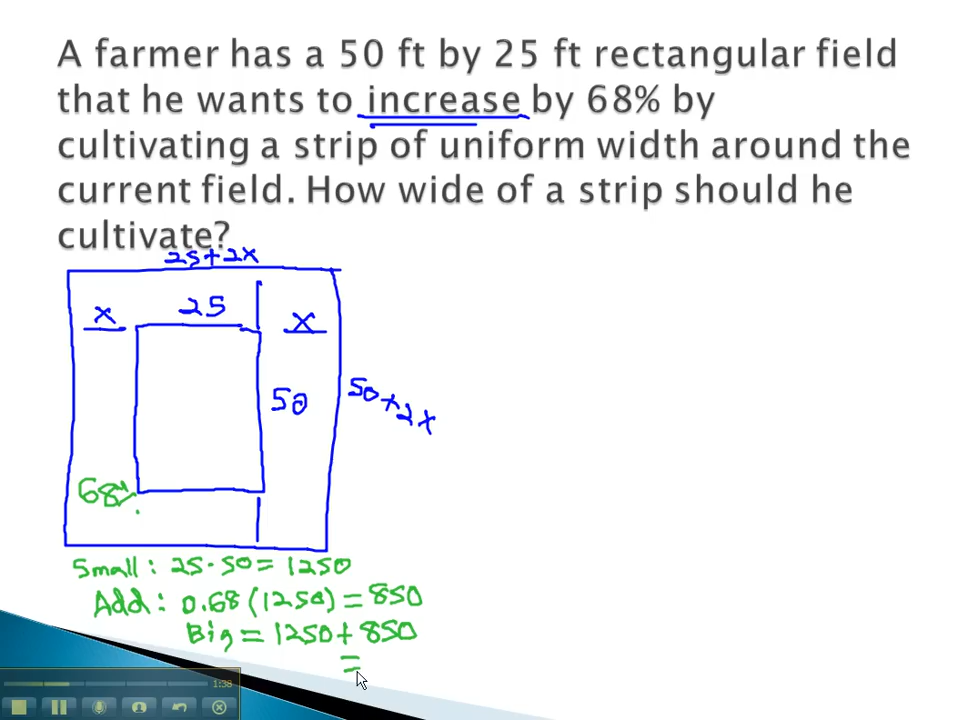 A farmer has a 50 ft by 25 ft rectangular field
that he wants to increase by 68% by
cultivating a strip of uniform width around the
current field. How wide of a strip should he
cultivate?
25+2x
x 25 x
50 50+2x
68%
Small: 25·50=1250
Add: 0.68(1250)=850
Big = 1250+850
=
1:38